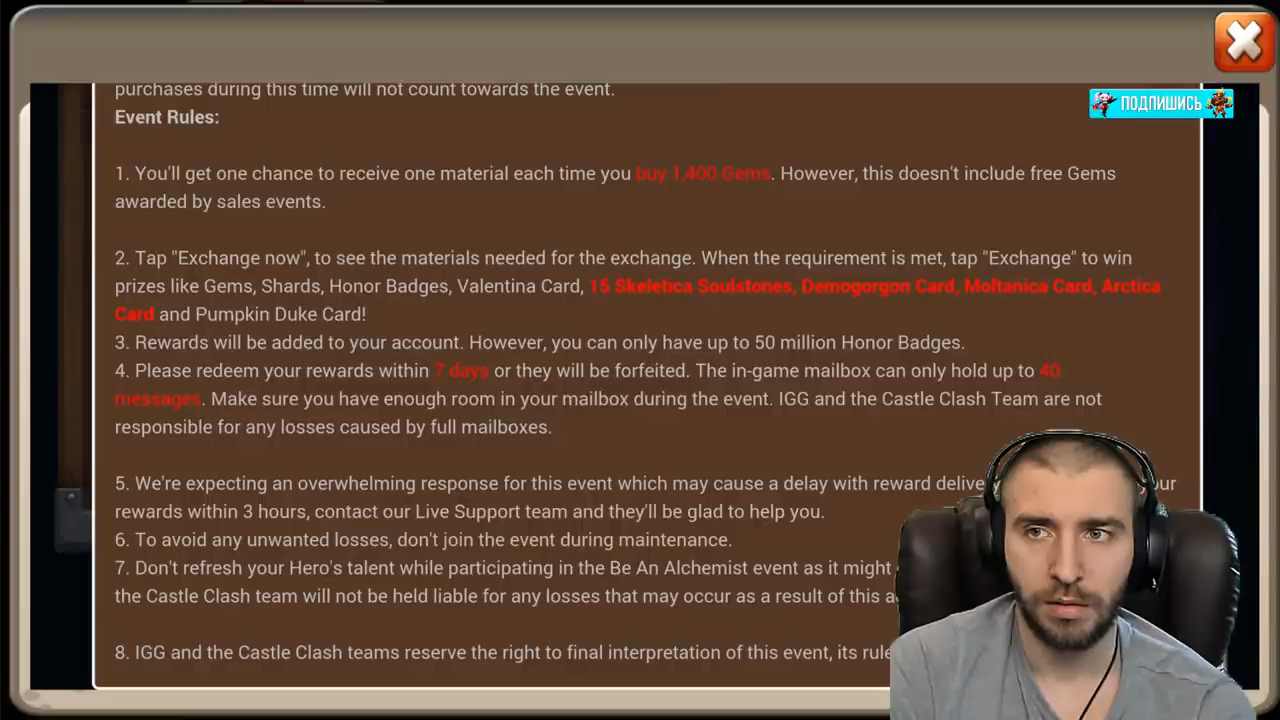 purchases during this time will not count towards the event.
ПОДПИШИСЬ
Event Rules:
1. You'll get one chance to receive one material each time you buy 1,400 Gems. However, this doesn't include free Gems
awarded by sales events.
2. Tap "Exchange now", to see the materials needed for the exchange. When the requirement is met, tap "Exchange" to win
prizes like Gems, Shards, Honor Badges, Valentina Card, 15 Skeletica Soulstones, Demogorgon Card, Moltanica Card, Arctica
Card and Pumpkin Duke Card!
3. Rewards will be added to your account. However, you can only have up to 50 million Honor Badges.
4. Please redeem your rewards within 7 days or they will be forfeited. The in-game mailbox can only hold up to 40
messages. Make sure you have enough room in your mailbox during the event. IGG and the Castle Clash Team are not
responsible for any losses caused by full mailboxes.
5. We're expecting an overwhelming response for this event which may cause a delay with reward
rewards within 3 hours, contact our Live Support team and they'll be glad to help you.
6. To avoid any unwanted losses, don't join the event during maintenance.
7. Don't refresh your Hero's talent while participating in the Be An Alchemist event as it might
the Castle Clash team will not be held liable for any losses that may occur as a result of this
8. IGG and the Castle Clash teams reserve the right to final interpretation of this event, its